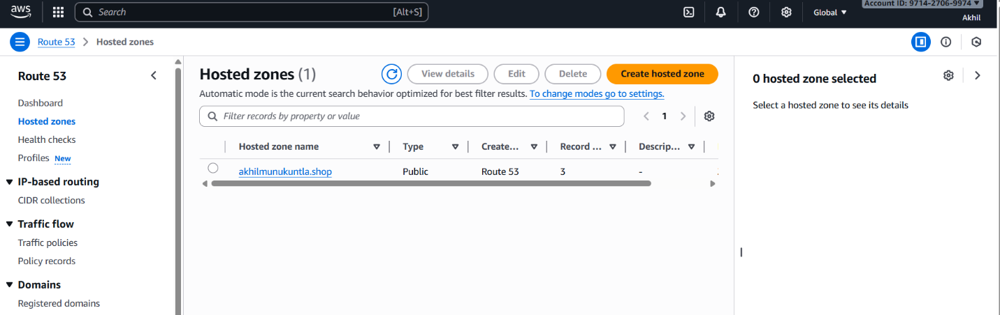 aws
Search [Alt+S]
Global
Account ID: 9714-2706-9974
Akhil
Route 53 > Hosted zones
Route 53
Dashboard
Hosted zones
Health checks
Profiles New
IP-based routing
CIDR collections
Traffic flow
Traffic policies
Policy records
Domains
Registered domains
Hosted zones (1)
View details
Edit
Delete
Create hosted zone
Automatic mode is the current search behavior optimized for best filter results. To change modes go to settings.
Filter records by property or value
1
Hosted zone name Type Create... Record ... Descrip...
akhilmunukuntla.shop Public Route 53 3 -
0 hosted zone selected
Select a hosted zone to see its details